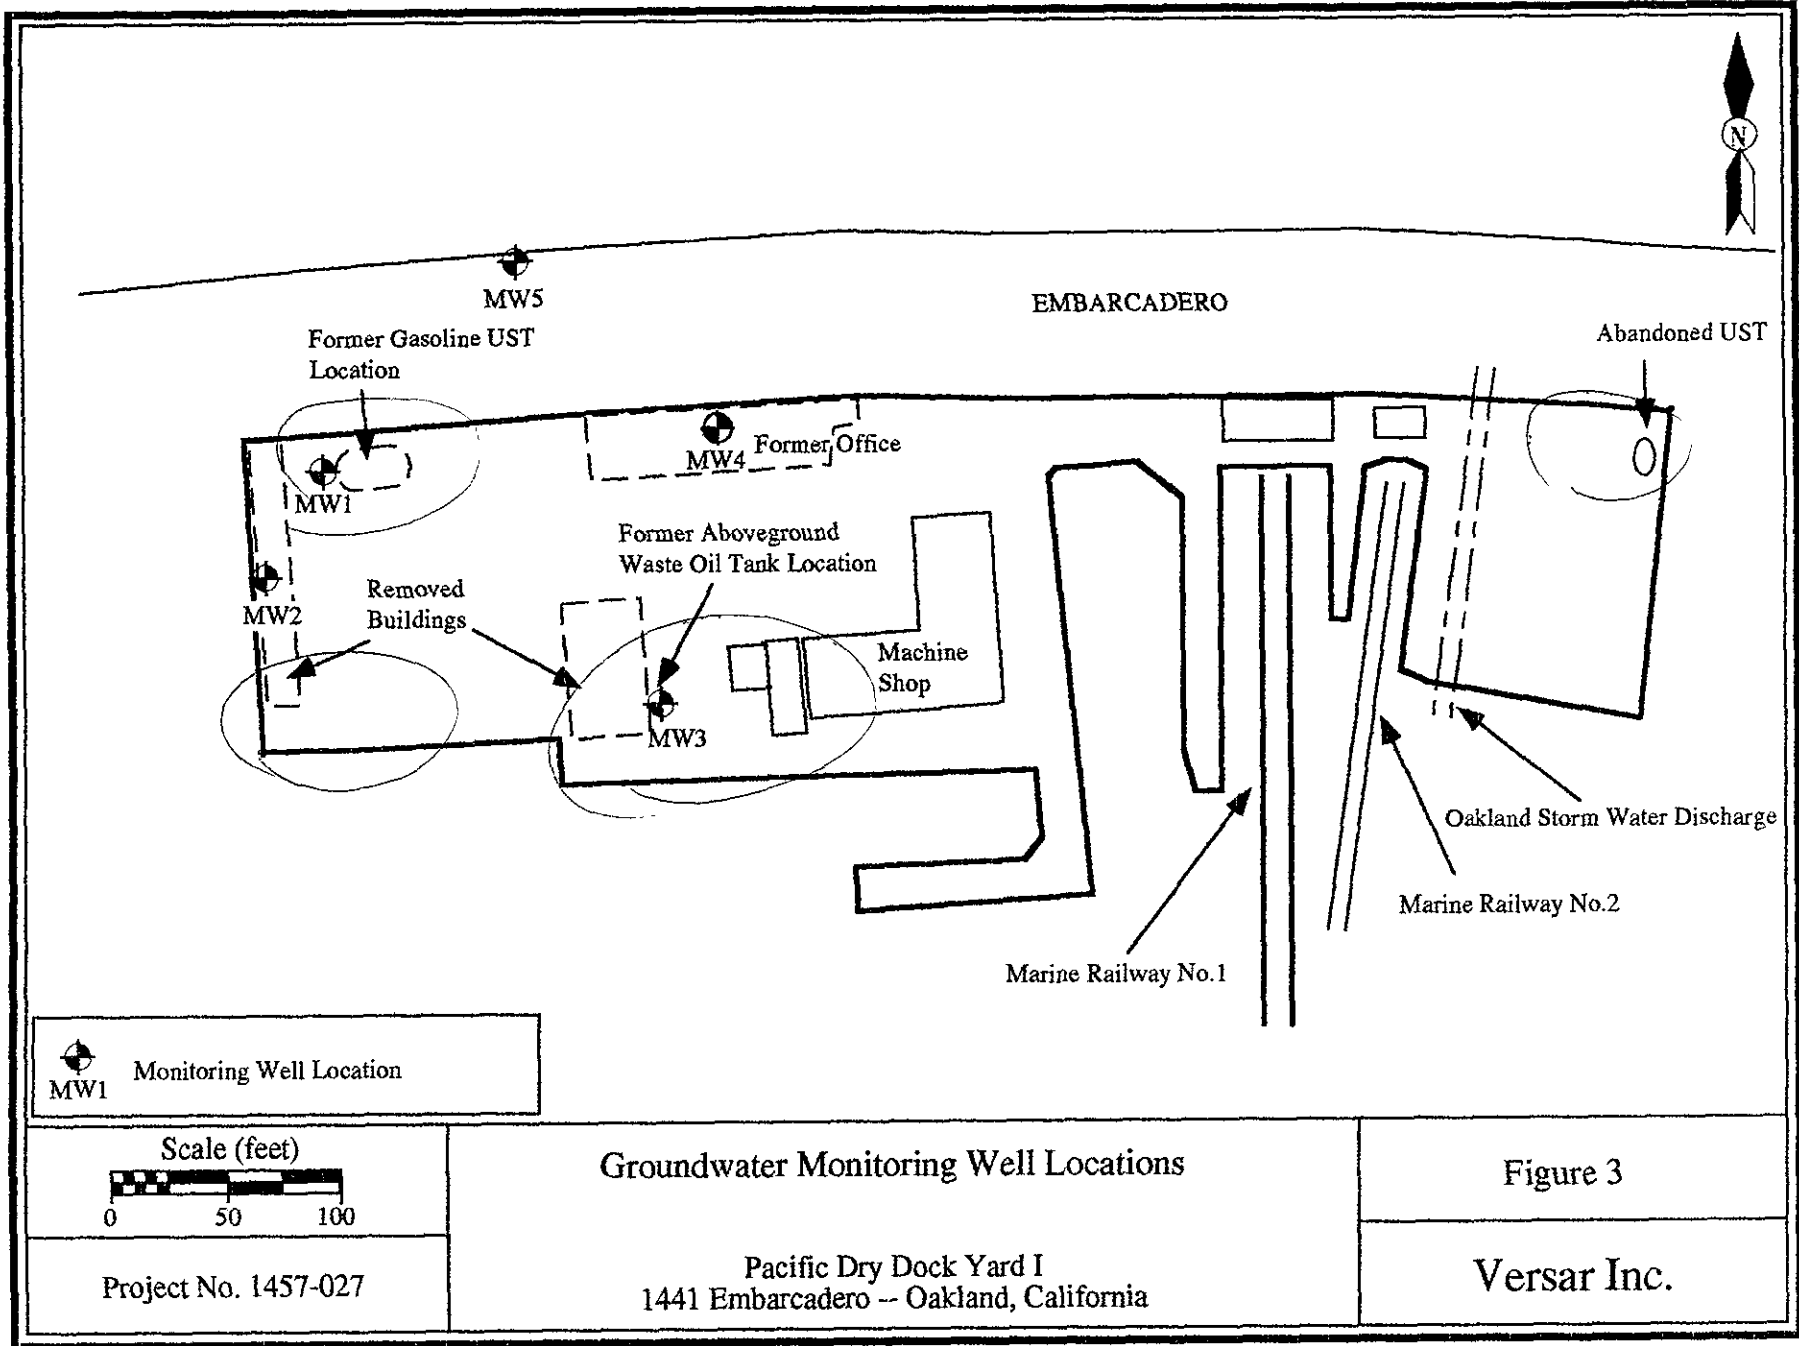 N
MW5
EMBARCADERO
Former Gasoline UST
Location
Abandoned UST
MW4
Former Office
MW1
Former Aboveground
Waste Oil Tank Location
Removed
Buildings
MW2
Machine
Shop
MW3
Oakland Storm Water Discharge
Marine Railway No.2
Marine Railway No.1
MW1
Monitoring Well Location
Scale (feet)
0 50 100
Project No. 1457-027
Groundwater Monitoring Well Locations
Pacific Dry Dock Yard I
1441 Embarcadero -- Oakland, California
Figure 3
Versar Inc.